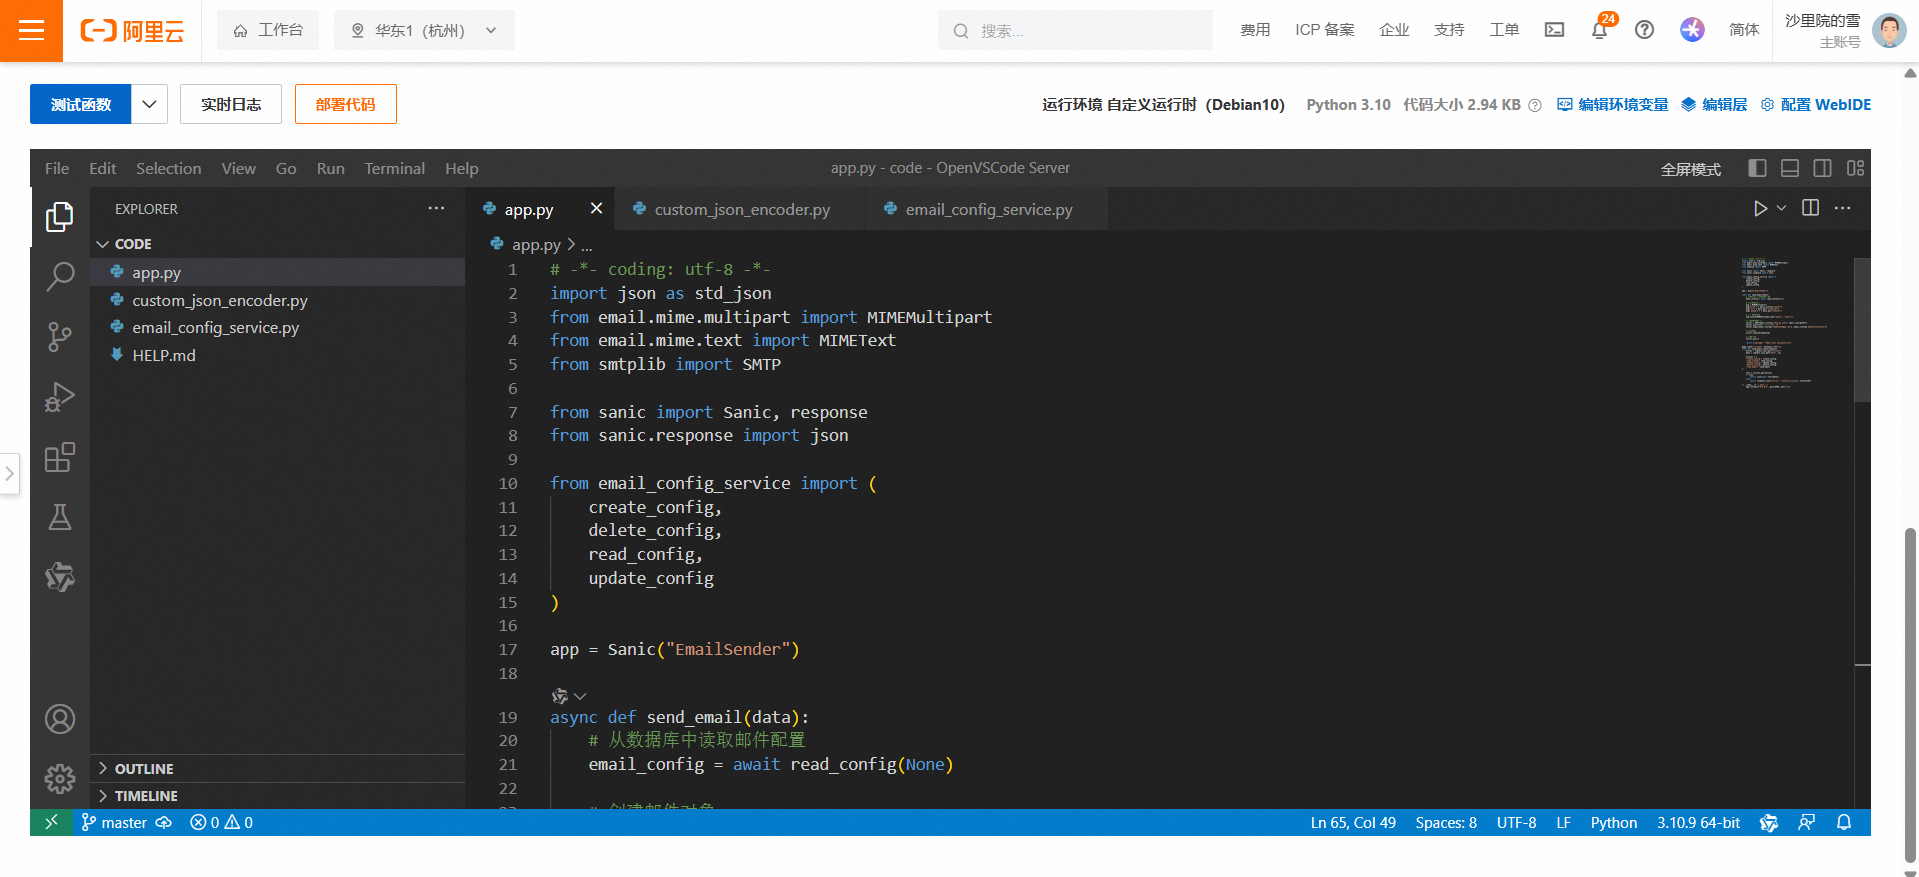 阿里云
工作台
华东1（杭州）
搜索...
费用
ICP 备案
企业
支持
工单
24
简体
沙里院的雪
主账号
测试函数
实时日志
部署代码
运行环境 自定义运行时（Debian10）
Python 3.10
代码大小 2.94 KB
编辑环境变量
编辑层
配置 WebIDE
File Edit Selection View Go Run Terminal Help
app.py - code - OpenVSCode Server
全屏模式
EXPLORER
CODE
app.py
custom_json_encoder.py
email_config_service.py
HELP.md
OUTLINE
TIMELINE
app.py
custom_json_encoder.py
email_config_service.py
app.py > ...
1 # -*- coding: utf-8 -*-
2 import json as std_json
3 from email.mime.multipart import MIMEMultipart
4 from email.mime.text import MIMEText
5 from smtplib import SMTP
6
7 from sanic import Sanic, response
8 from sanic.response import json
9
10 from email_config_service import (
11 create_config,
12 delete_config,
13 read_config,
14 update_config
15 )
16
17 app = Sanic("EmailSender")
18
19 async def send_email(data):
20 # 从数据库中读取邮件配置
21 email_config = await read_config(None)
22
master
0
0
Ln 65, Col 49
Spaces: 8
UTF-8
LF
Python
3.10.9 64-bit